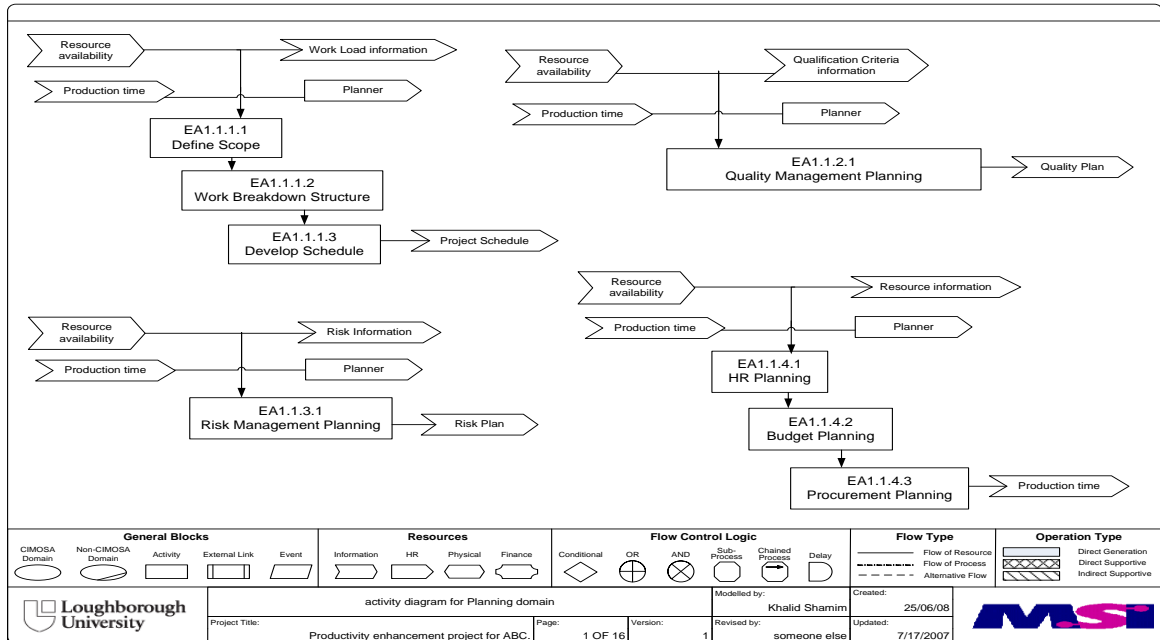 Resource
availability
Work Load information
Production time
Planner
EA1.1.1.1
Define Scope
EA1.1.1.2
Work Breakdown Structure
EA1.1.1.3
Develop Schedule
Project Schedule
Resource
availability
Qualification Criteria
information
Production time
Planner
EA1.1.2.1
Quality Management Planning
Quality Plan
Resource
availability
Risk Information
Production time
Planner
EA1.1.3.1
Risk Management Planning
Risk Plan
Resource
availability
Resource information
Production time
Planner
EA1.1.4.1
HR Planning
EA1.1.4.2
Budget Planning
EA1.1.4.3
Procurement Planning
Production time
General Blocks
CIMOSA
Domain
Non-CIMOSA
Domain
Activity
External Link
Event
Resources
Information
HR
Physical
Finance
Flow Control Logic
Conditional
OR
AND
Sub-
Process
Chained
Process
Delay
Flow Type
Flow of Resource
Flow of Process
Alternative Flow
Operation Type
Direct Generation
Direct Supportive
Indirect Supportive
Loughborough
University
activity diagram for Planning domain
Modelled by:
Khalid Shamim
Created:
25/06/08
Project Title:
Productivity enhancement project for ABC.
Page:
1 OF 16
Version:
1
Revised by:
someone else
Updated:
7/17/2007
MSI